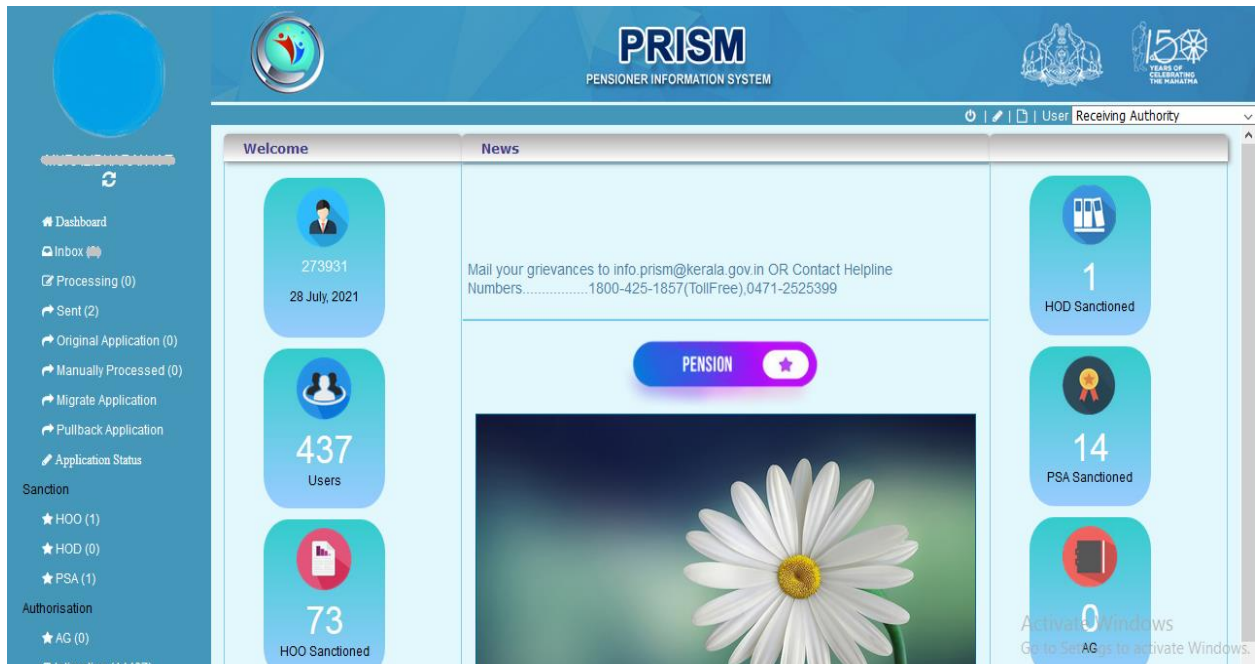 PRISM
PENSIONER INFORMATION SYSTEM
150
YEARS OF
CELEBRATING
THE MAHATMA
| | | User Receiving Authority
Dashboard
Inbox
Processing (0)
Sent (2)
Original Application (0)
Manually Processed (0)
Migrate Application
Pullback Application
Application Status
Sanction
HOO (1)
HOD (0)
PSA (1)
Authorisation
AG (0)
Welcome
273931
28 July, 2021
437
Users
73
HOO Sanctioned
News
Mail your grievances to info.prism@kerala.gov.in OR Contact Helpline
Numbers.................1800-425-1857(TollFree),0471-2525399
PENSION
1
HOD Sanctioned
14
PSA Sanctioned
0
AG
Activate Windows
Go to Settings to activate Windows.